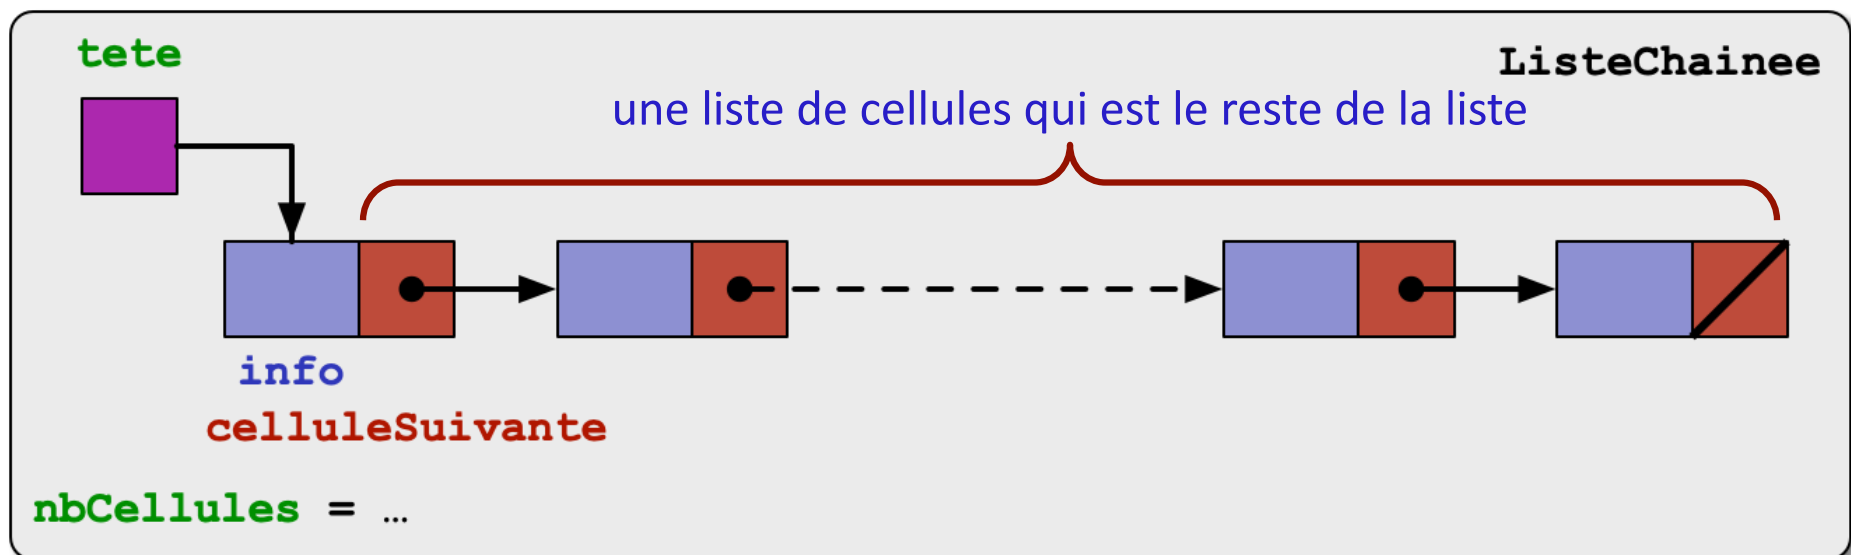 tete
ListeChainee
une liste de cellules qui est le reste de la liste
info
celluleSuivante
nbCellules = …